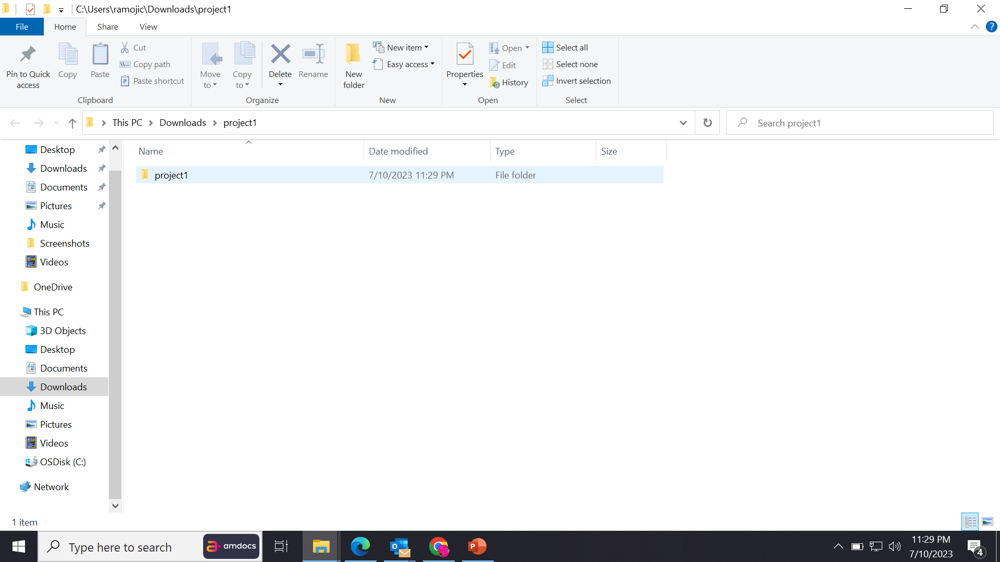 C:\Users\ramojic\Downloads\project1
File Home Share View
?
Pin to Quick access
Copy
Paste
Cut
Copy path
Paste shortcut
Clipboard
Move to
Copy to
Delete
Rename
Organize
New folder
New item
Easy access
New
Properties
Open
Edit
History
Open
Select all
Select none
Invert selection
Select
This PC Downloads project1
Search project1
Desktop
Downloads
Documents
Pictures
Music
Screenshots
Videos
OneDrive
This PC
3D Objects
Desktop
Documents
Downloads
Music
Pictures
Videos
OSDisk (C:)
Network
Name Date modified Type Size
project1 7/10/2023 11:29 PM File folder
1 item
Type here to search
amdocs
11:29 PM
7/10/2023
4